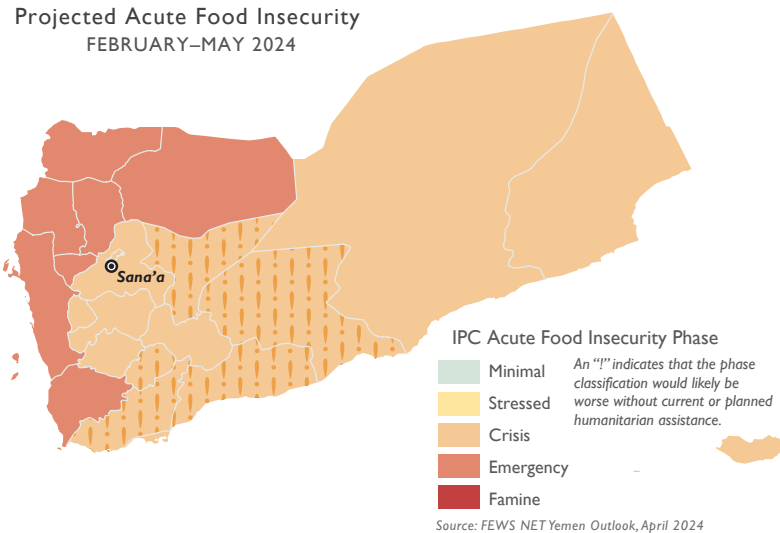 Projected Acute Food Insecurity
FEBRUARY–MAY 2024
Sana’a
IPC Acute Food Insecurity Phase
Minimal
Stressed
Crisis
Emergency
Famine
An “!” indicates that the phase
classification would likely be
worse without current or planned
humanitarian assistance.
Source: FEWS NET Yemen Outlook, April 2024